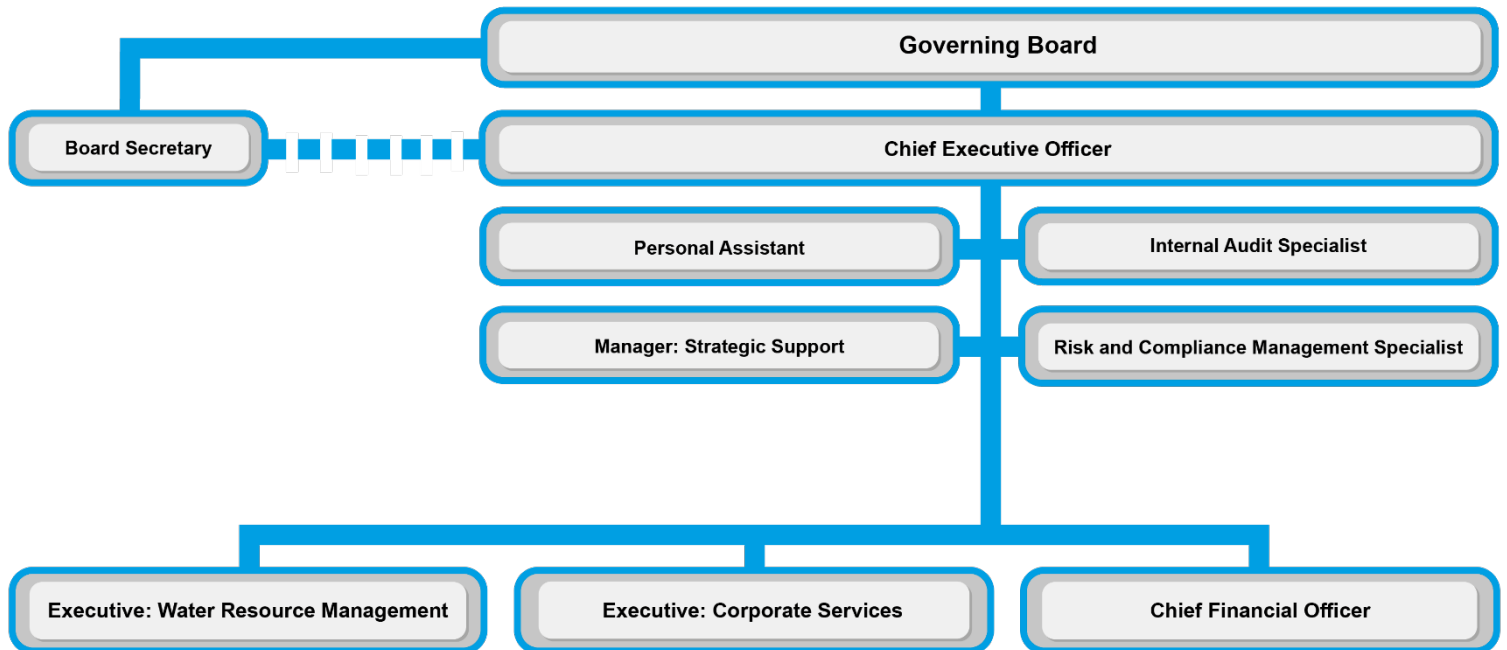 Governing Board
Board Secretary
Chief Executive Officer
Personal Assistant
Internal Audit Specialist
Manager: Strategic Support
Risk and Compliance Management Specialist
Executive: Water Resource Management
Executive: Corporate Services
Chief Financial Officer